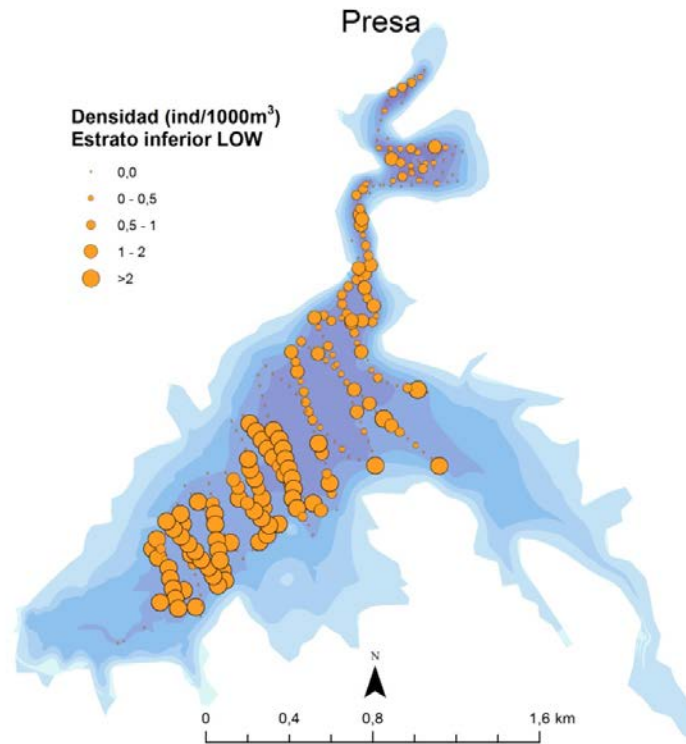 Presa
Densidad (ind/1000m³)
Estrato inferior LOW
0,0
0 - 0,5
0,5 - 1
1 - 2
>2
N
0 0,4 0,8 1,6 km